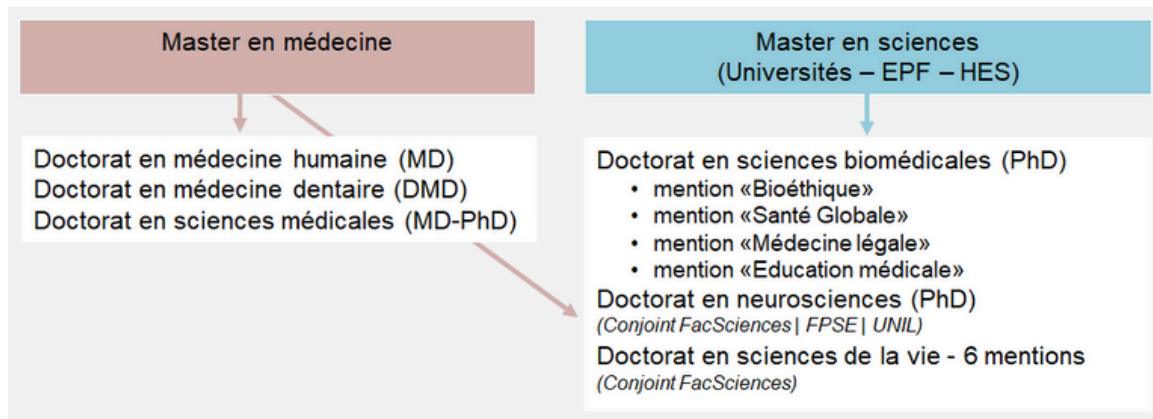 Master en médecine
Doctorat en médecine humaine (MD)
Doctorat en médecine dentaire (DMD)
Doctorat en sciences médicales (MD-PhD)
Master en sciences
(Universités – EPF – HES)
Doctorat en sciences biomédicales (PhD)
• mention «Bioéthique»
• mention «Santé Globale»
• mention «Médecine légale»
• mention «Education médicale»
Doctorat en neurosciences (PhD)
(Conjoint FacSciences | FPSE | UNIL)
Doctorat en sciences de la vie - 6 mentions
(Conjoint FacSciences)